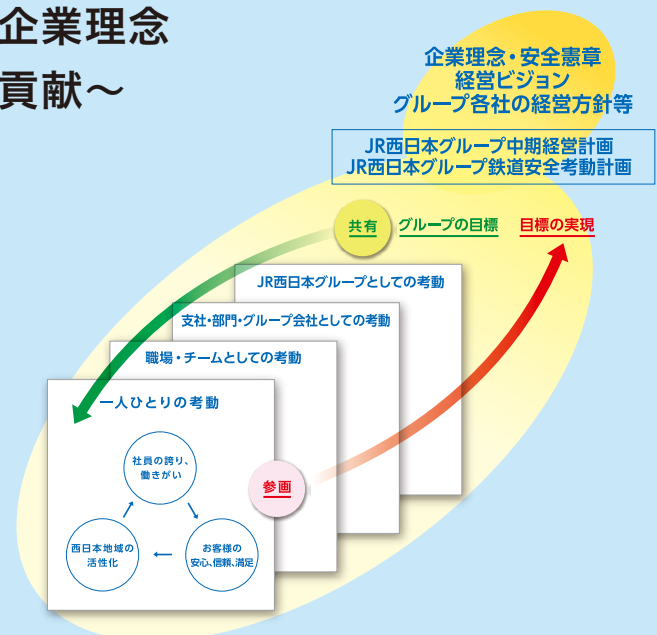 企業理念
貢献～
企業理念・安全憲章
経営ビジョン
グループ各社の経営方針等
JR西日本グループ中期経営計画
JR西日本グループ鉄道安全考動計画
共有
グループの目標
目標の実現
JR西日本グループとしての考動
支社・部門・グループ会社としての考動
職場・チームとしての考動
一人ひとりの考動
社員の誇り、
働きがい
参画
西日本地域の
活性化
お客様の
安心、信頼、満足